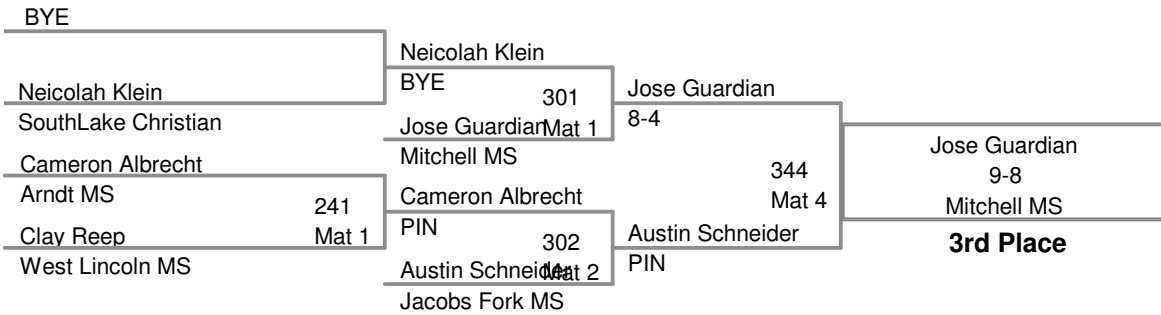 BYE
Neicolah Klein
SouthLake Christian
Cameron Albrecht
Arndt MS
241
Mat 1
Clay Reep
West Lincoln MS
Neicolah Klein
BYE
301
Mat 1
Jose Guardian
Mitchell MS
Cameron Albrecht
PIN
302
Mat 2
Austin Schneider
Jacobs Fork MS
Jose Guardian
8-4
344
Mat 4
Austin Schneider
PIN
Jose Guardian
9-8
Mitchell MS
3rd Place